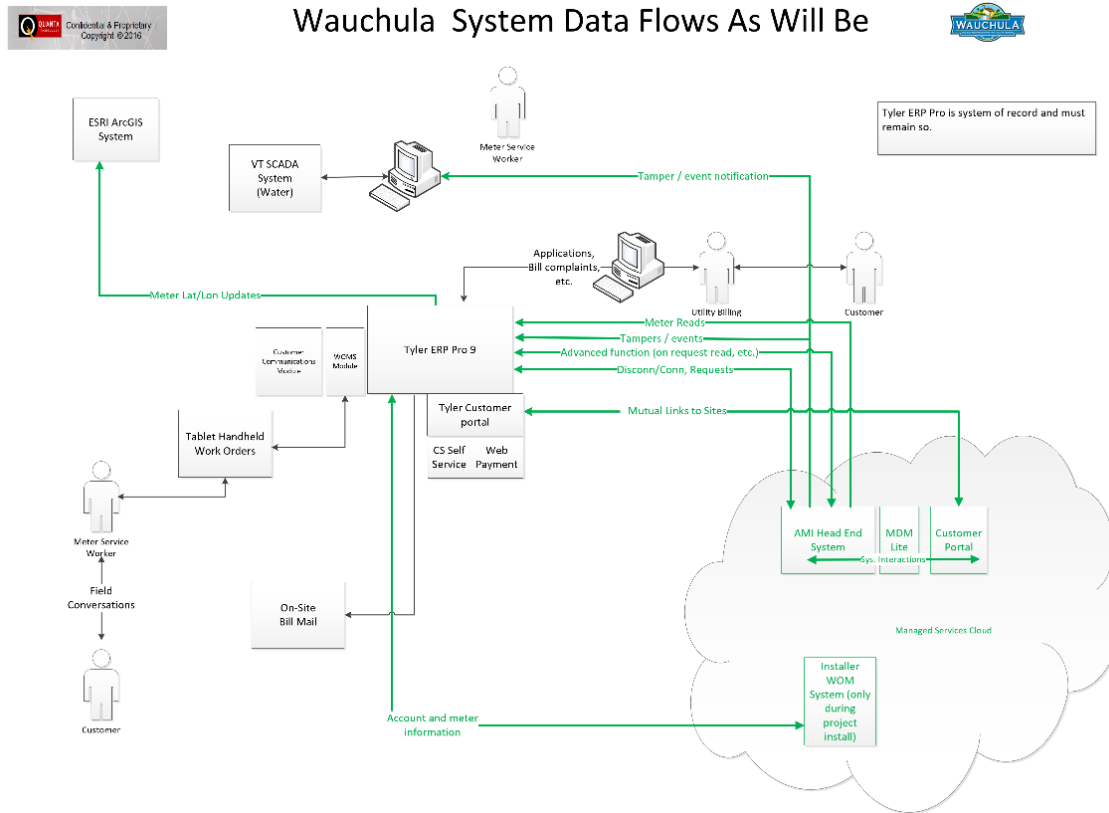 QUANTA
Confidential & Proprietary
Copyright © 2016
Wauchula System Data Flows As Will Be
WAUCHULA
ESRI ArcGIS
System
Meter Service
Worker
Tyler ERP Pro is system of record and must
remain so.
VT SCADA
System
(Water)
Tamper / event notification
Applications,
Bill complaints,
etc.
Utility Billing
Customer
Meter Lat/Lon Updates
Meter Reads
Tampers / events
Advanced function (on request read, etc.)
Disconn/Conn, Requests
Customer
Communications
Module
WOMS
Module
Tyler ERP Pro 9
Tyler Customer
portal
Mutual Links to Sites
CS Self
Service
Web
Payment
Tablet Handheld
Work Orders
Meter Service
Worker
AMI Head End
System
MDM
Lite
Customer
Portal
Sys. Interactions
Field
Conversations
On-Site
Bill Mail
Managed Services Cloud
Customer
Account and meter
information
Installer
WOM
System (only
during
project
install)